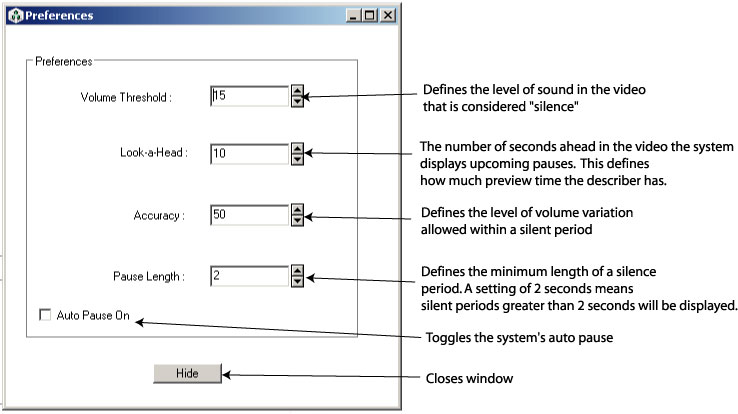 Preferences
Preferences
Volume Threshold :
15
Defines the level of sound in the video
that is considered "silence"
Look-a-Head :
10
The number of seconds ahead in the video the system
displays upcoming pauses. This defines
how much preview time the describer has.
Accuracy :
50
Defines the level of volume variation
allowed within a silent period
Pause Length :
2
Defines the minimum length of a silence
period. A setting of 2 seconds means
silent periods greater than 2 seconds will be displayed.
Auto Pause On
Toggles the system's auto pause
Hide
Closes window